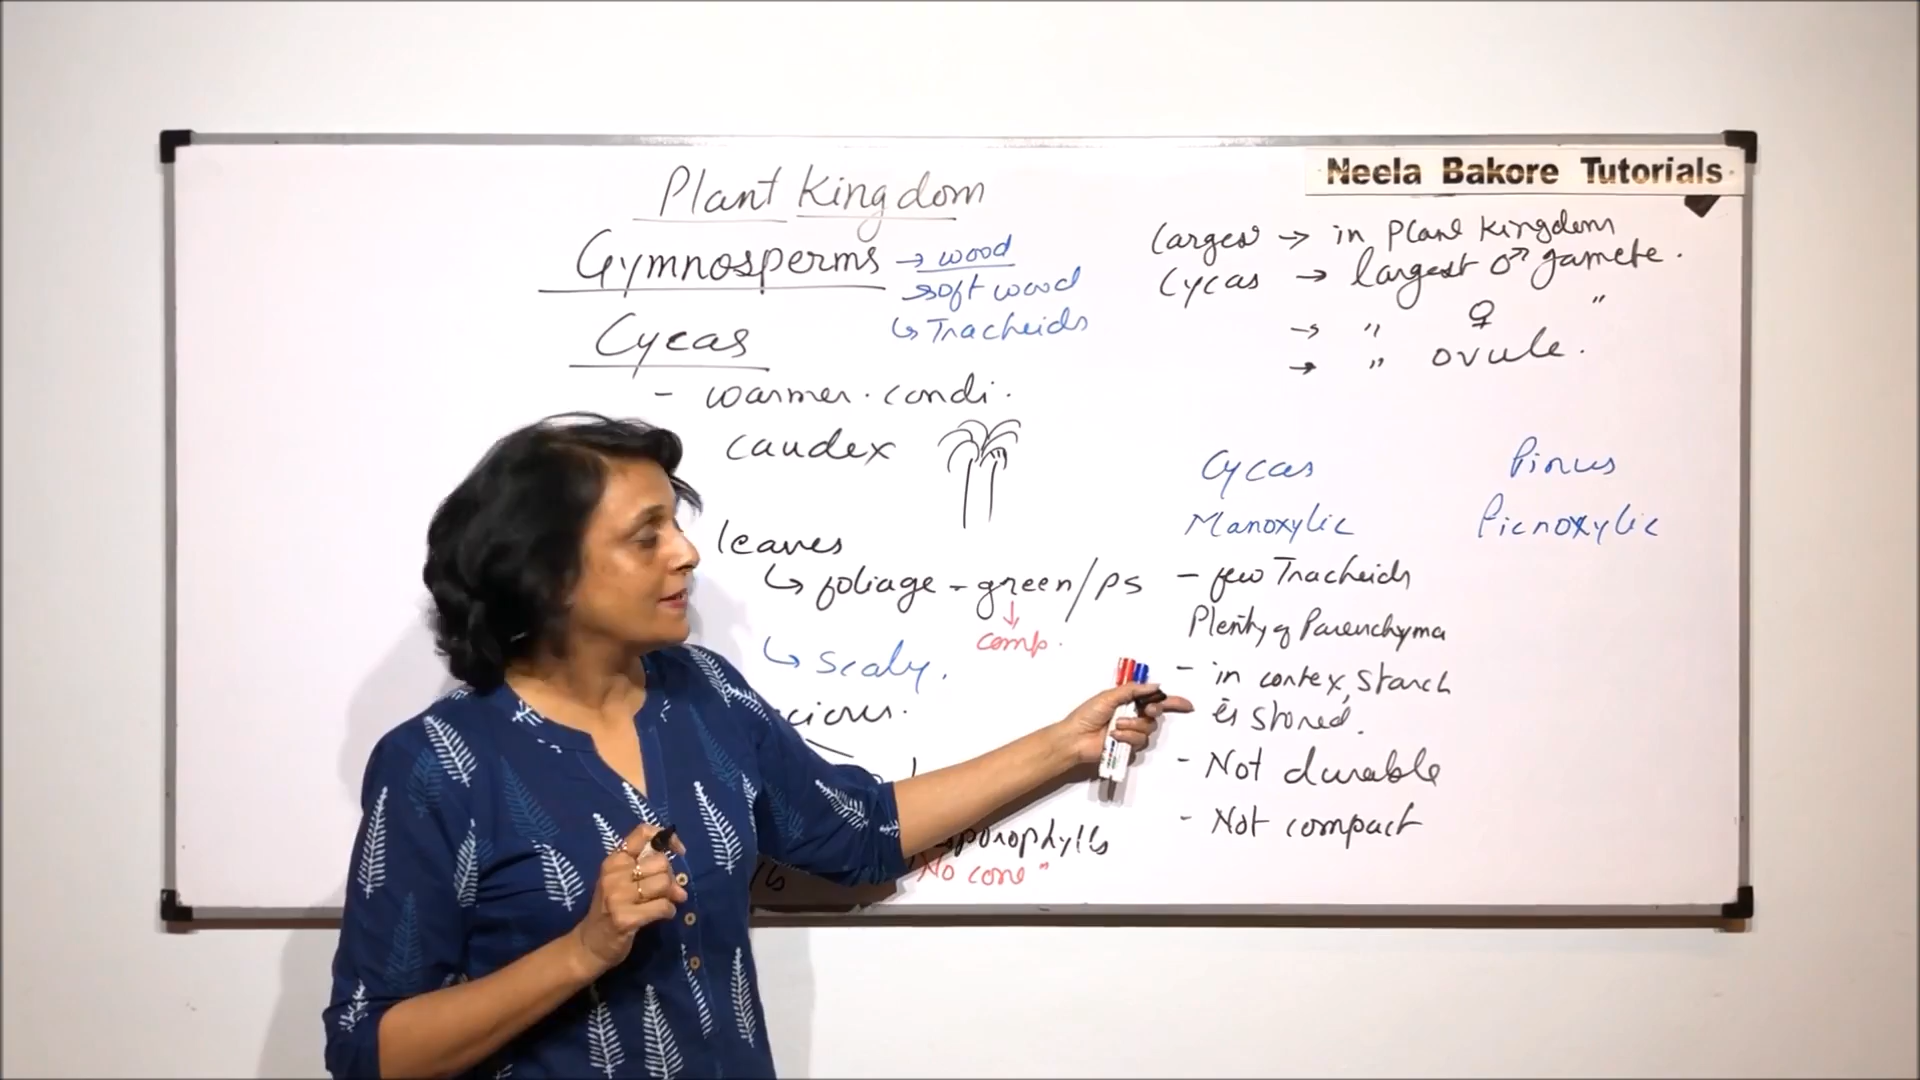 Neela Bakore Tutorials
Plant Kingdom
Gymnosperms → wood
→ soft wood
↳ Tracheids
Cycas
- warmer. condi.
caudex
leaves
↳ foliage - green/PS
↓
comp.
↳ scaly.
No cone"
Largest → in Plant Kingdom
Cycas → largest ♂ gamete.
→ " ♀ "
→ " ovule.
Cycas Pinus
Manoxylic Picnoxylic
- few Tracheids
Plenty of Parenchyma
- in cortex, starch
is stored.
- Not durable
- Not compact